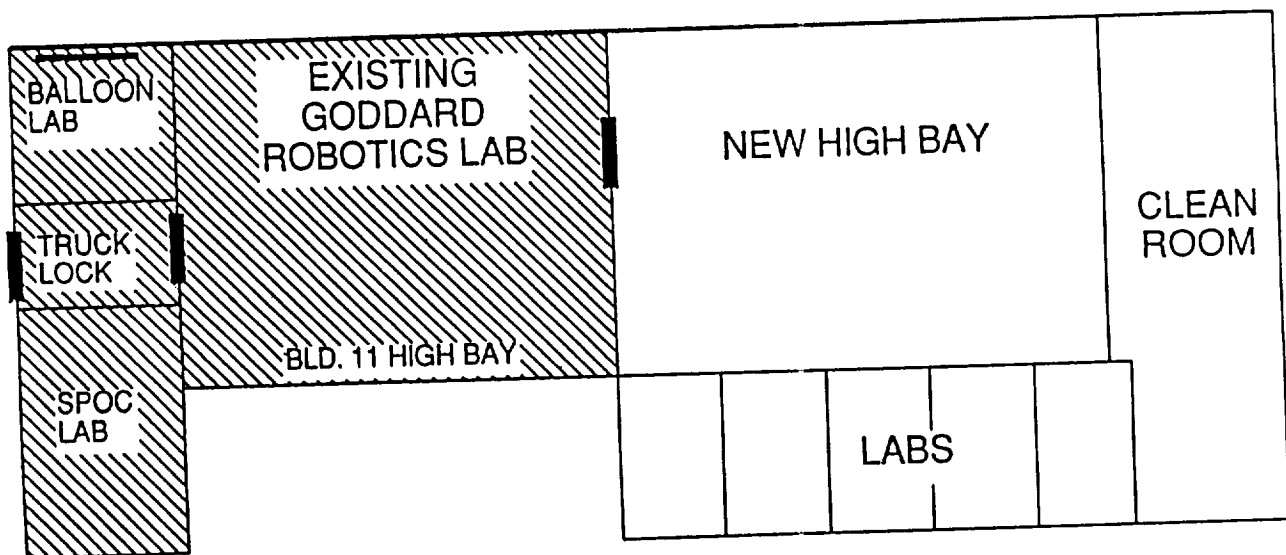 BALLOON
LAB
EXISTING
GODDARD
ROBOTICS LAB
NEW HIGH BAY
CLEAN
ROOM
TRUCK
LOCK
BLD. 11 HIGH BAY
SPOC
LAB
LABS